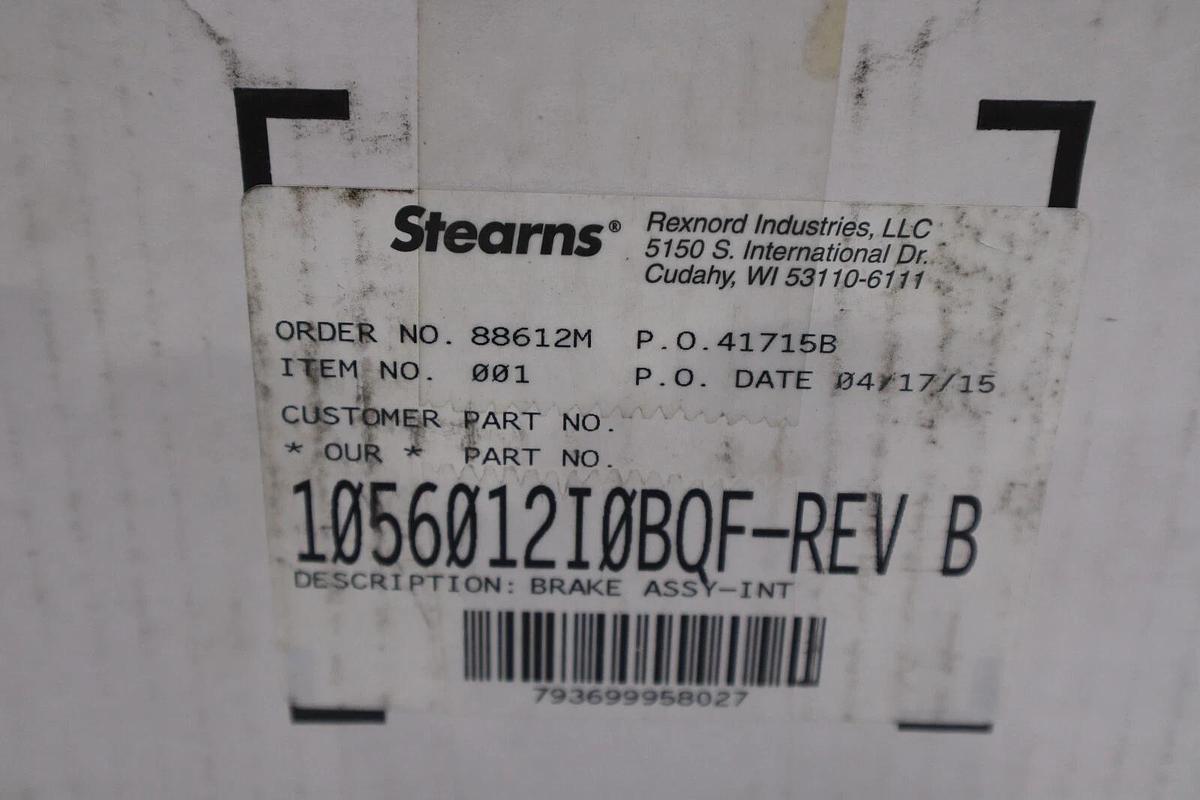 Stearns® Rexnord Industries, LLC
5150 S. International Dr.
Cudahy, WI 53110-6111
ORDER NO. 88612M P.O.41715B
ITEM NO. 001 P.O. DATE 04/17/15
CUSTOMER PART NO.
* OUR * PART NO.
1056012I0BQF-REV B
DESCRIPTION: BRAKE ASSY-INT
793699958027